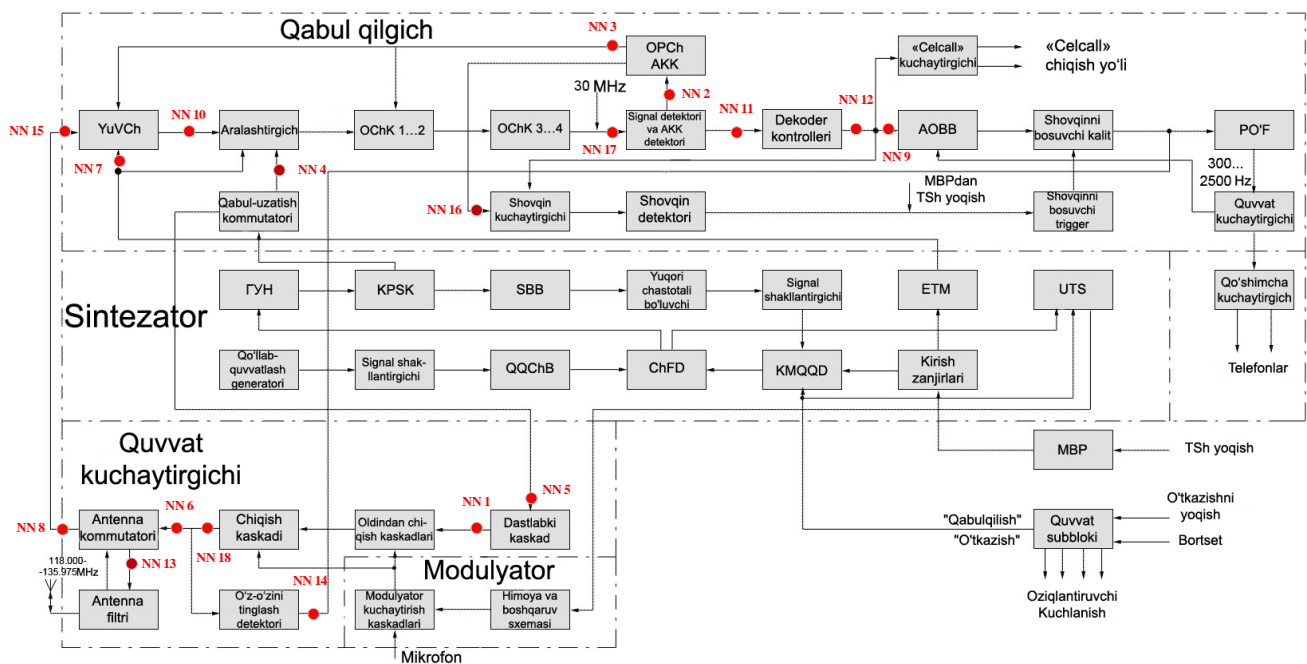 Qabul qilgich
NN 3
OPCh
AKK
«Celcall»
kuchaytirgichi
«Celcall»
chiqish yo'li
30 MHz
NN 2
NN 15
YuVCh
NN 10
Aralashtirgich
OChK 1...2
OChK 3...4
NN 17
Signal detektori
va AKK
detektori
NN 11
Dekoder
kontrolleri
NN 12
NN 9
AOBB
Shovqinni
bosuvchi kalit
PO'F
NN 7
NN 4
300...
2500 Hz
Qabul-uzatish
kommutatori
NN 16
Shovqin
kuchaytirgichi
Shovqin
detektori
MBPdan
TSh yoqish
Shovqinni
bosuvchi
trigger
Quvvat
kuchaytirgichi
Sintezator
ГУН
KPSK
SBB
Yuqori
chastotali
bo'luvchi
Signal
shakllantirgichi
ETM
UTS
Qo'shimcha
kuchaytirgich
Qo'llab-
quvvatlash
generatori
Signal shak-
llantirgichi
QQChB
ChFD
KMQQD
Kirish
zanjirlari
Telefonlar
Quvvat
kuchaytirgichi
MBP
TSh yoqish
NN 8
Antenna
kommutatori
NN 6
Chiqish
kaskadi
Oldindan chi-
qish kaskadlari
NN 1
NN 5
Dastlabki
kaskad
"Qabulqilish"
"O'tkazish"
Quvvat
subbloki
O'tkazishni
yoqish
Bortset
118.000-
-135.975MHz
NN 13
NN 18
NN 14
Modulyator
Antenna
filtri
O'z-o'zini
tinglash
detektori
Modulyator
kuchaytirish
kaskadlari
Himoya va
boshqaruv
sxemasi
Oziqlantiruvchi
Kuchlanish
Mikrofon